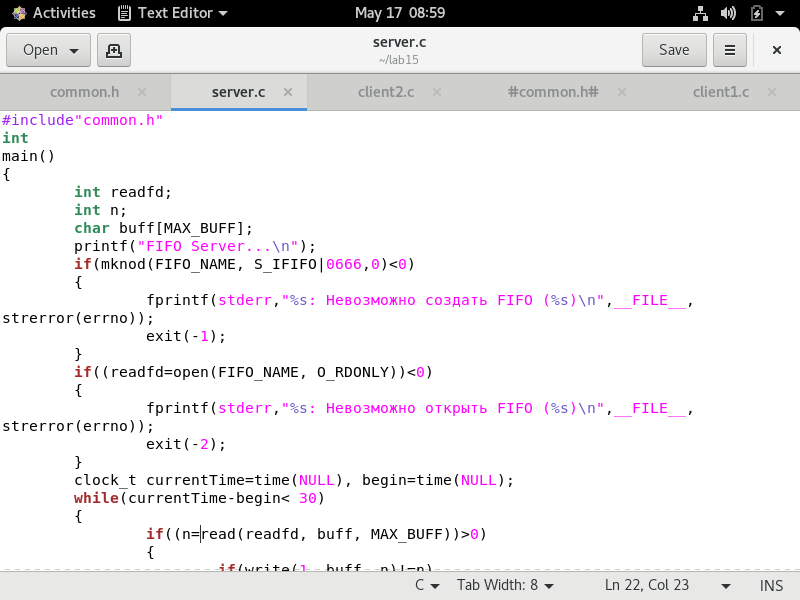 Activities Text Editor May 17 08:59
Open server.c Save
~/lab15
common.h server.c client2.c #common.h# client1.c
#include"common.h"
int
main()
{
int readfd;
int n;
char buff[MAX_BUFF];
printf("FIFO Server...\n");
if(mknod(FIFO_NAME, S_IFIFO|0666,0)<0)
{
fprintf(stderr,"%s: Невозможно создать FIFO (%s)\n",__FILE__,
strerror(errno));
exit(-1);
}
if((readfd=open(FIFO_NAME, O_RDONLY))<0)
{
fprintf(stderr,"%s: Невозможно открыть FIFO (%s)\n",__FILE__,
strerror(errno));
exit(-2);
}
clock_t currentTime=time(NULL), begin=time(NULL);
while(currentTime-begin< 30)
{
if((n=read(readfd, buff, MAX_BUFF))>0)
{
if(write(1, buff, n)!=n)
C Tab Width: 8 Ln 22, Col 23 INS